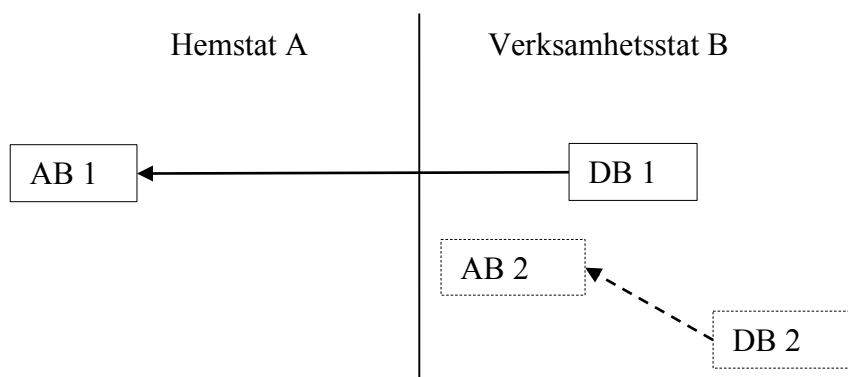 Hemstat A
Verksamhetsstat B
AB 1
DB 1
AB 2
DB 2